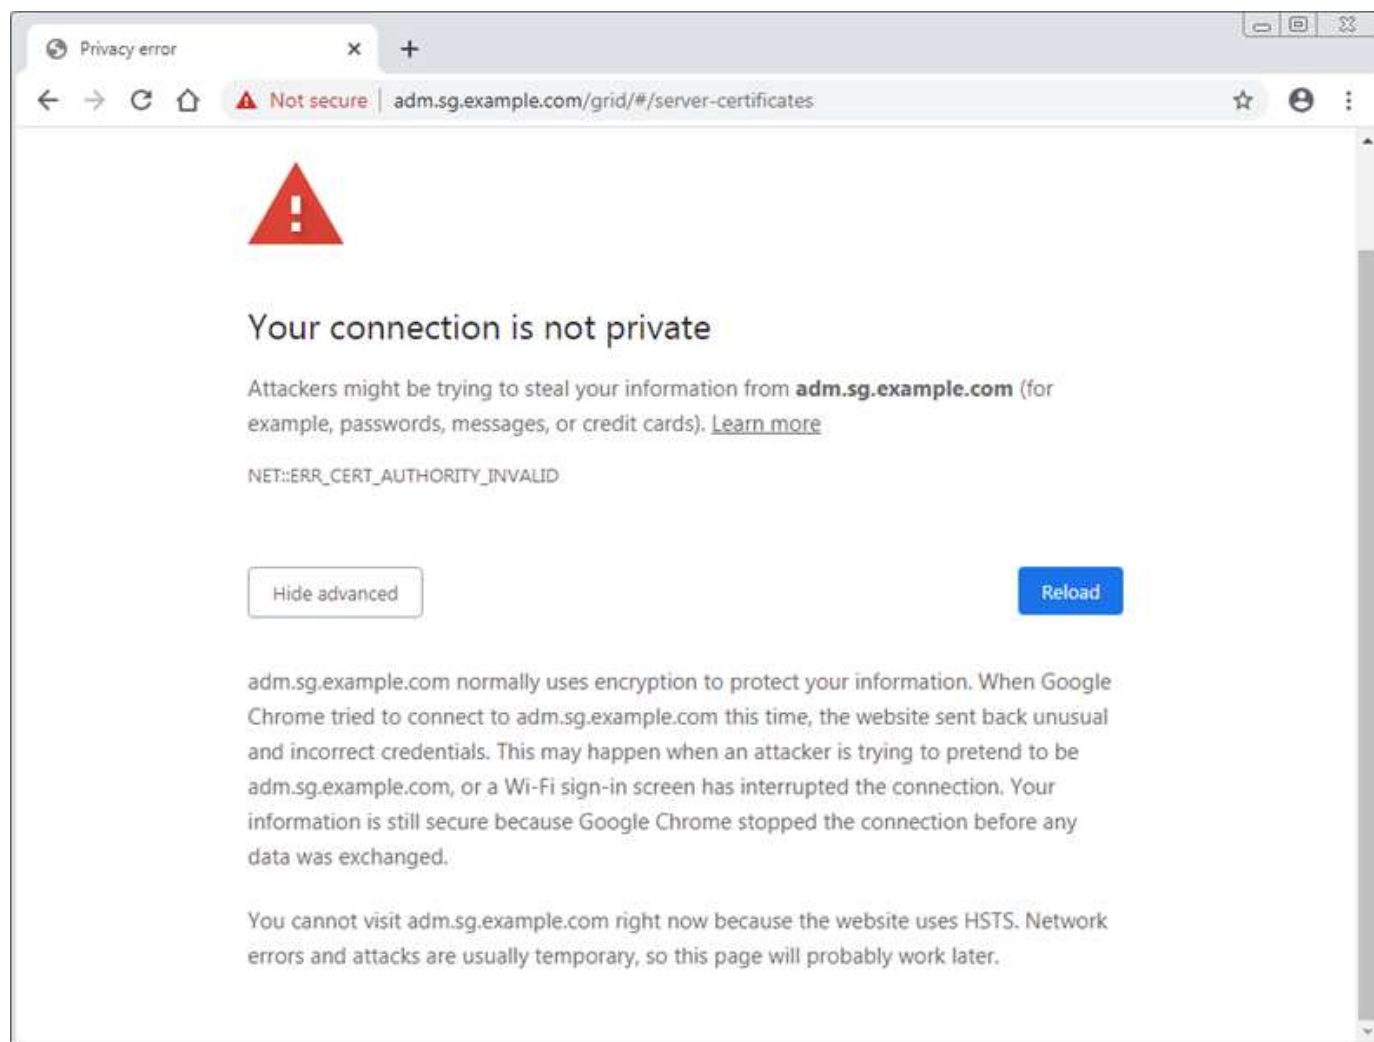 Privacy error
Not secure | adm.sg.example.com/grid/#/server-certificates
Your connection is not private
Attackers might be trying to steal your information from adm.sg.example.com (for
example, passwords, messages, or credit cards). Learn more
NET::ERR_CERT_AUTHORITY_INVALID
Hide advanced
Reload
adm.sg.example.com normally uses encryption to protect your information. When Google
Chrome tried to connect to adm.sg.example.com this time, the website sent back unusual
and incorrect credentials. This may happen when an attacker is trying to pretend to be
adm.sg.example.com, or a Wi-Fi sign-in screen has interrupted the connection. Your
information is still secure because Google Chrome stopped the connection before any
data was exchanged.
You cannot visit adm.sg.example.com right now because the website uses HSTS. Network
errors and attacks are usually temporary, so this page will probably work later.